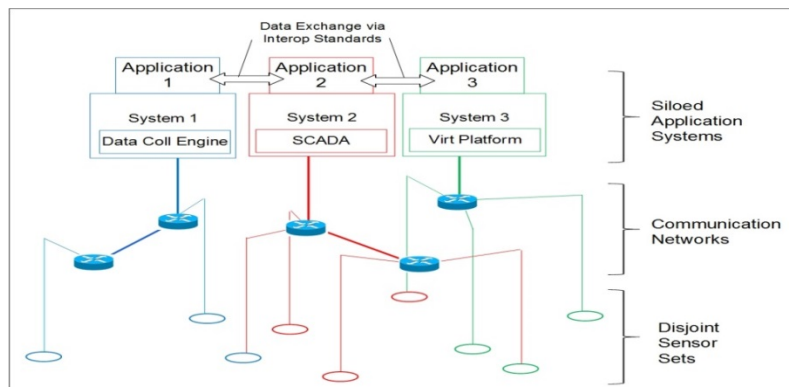 Data Exchange via
Interop Standards
Application
1
Application
2
Application
3
System 1
System 2
System 3
Data Coll Engine
SCADA
Virt Platform
Siloed
Application
Systems
Communication
Networks
Disjoint
Sensor
Sets